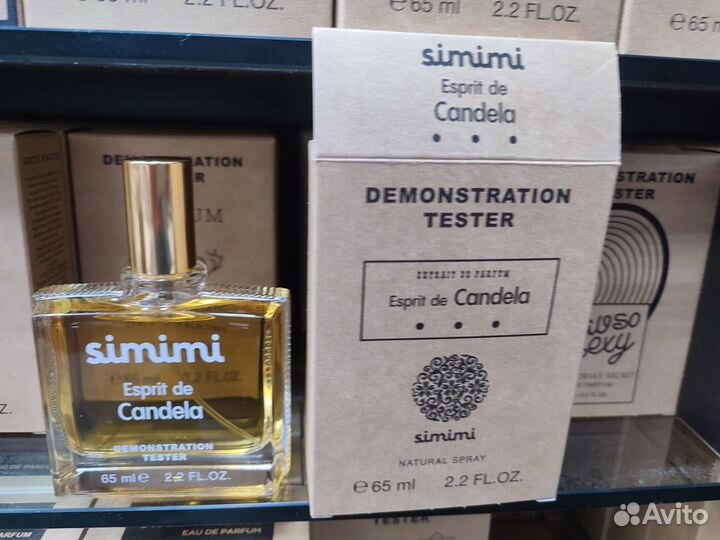 ℮ 65 ml 2.2 FL.OZ.
simimi
Esprit de
Candela
DEMONSTRATION
TESTER
EXTRAIT DE PARFUM
Esprit de Candela
simimi
NATURAL SPRAY
℮ 65 ml 2.2 FL.OZ.
simimi
Esprit de
Candela
DEMONSTRATION
TESTER
65 ml ℮ 2.2 FL.OZ.
DEMONSTRATION
TESTER
TESTER
EAU DE PARFUM
TESTER
Avito